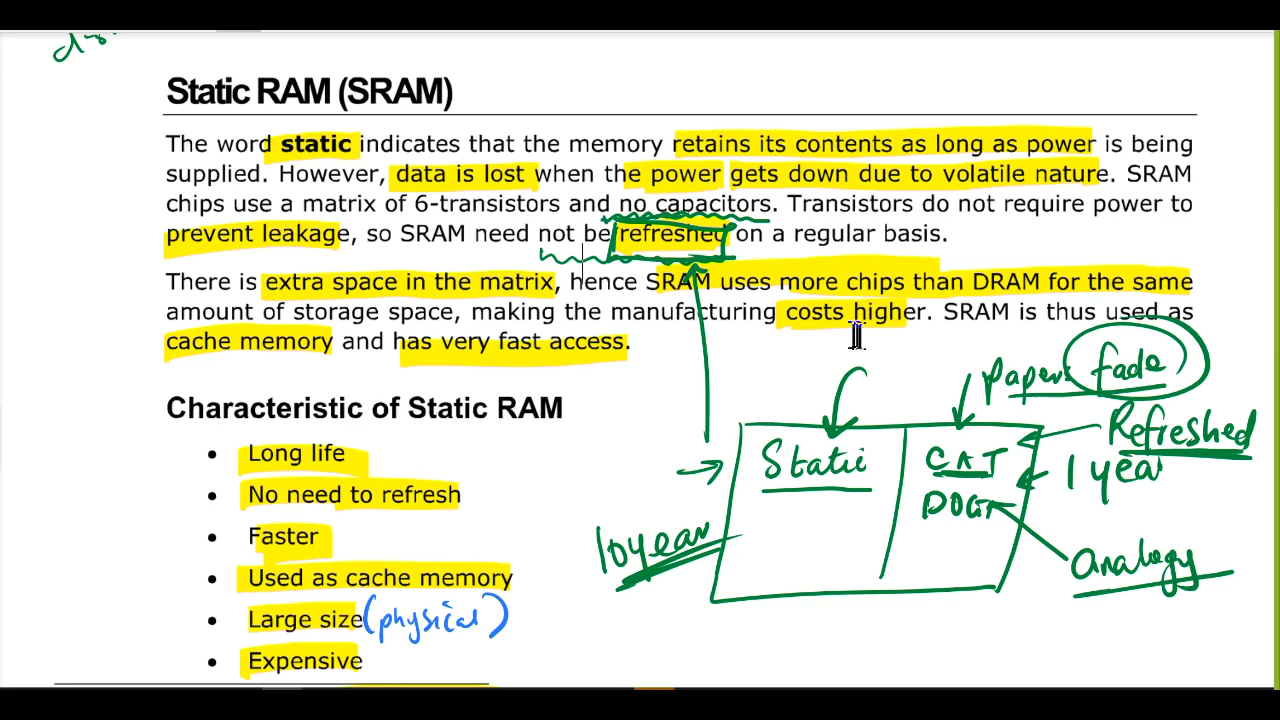 Static RAM (SRAM)
The word static indicates that the memory retains its contents as long as power is being
supplied. However, data is lost when the power gets down due to volatile nature. SRAM
chips use a matrix of 6-transistors and no capacitors. Transistors do not require power to
prevent leakage, so SRAM need not be refreshed on a regular basis.
There is extra space in the matrix, hence SRAM uses more chips than DRAM for the same
amount of storage space, making the manufacturing costs higher. SRAM is thus used as
cache memory and has very fast access.
Papers fade
Characteristic of Static RAM
Refreshed
Long life
Static
CAT
1 year
No need to refresh
DOG
Faster
10year
Analogy
Used as cache memory
Large size (physical)
Expensive